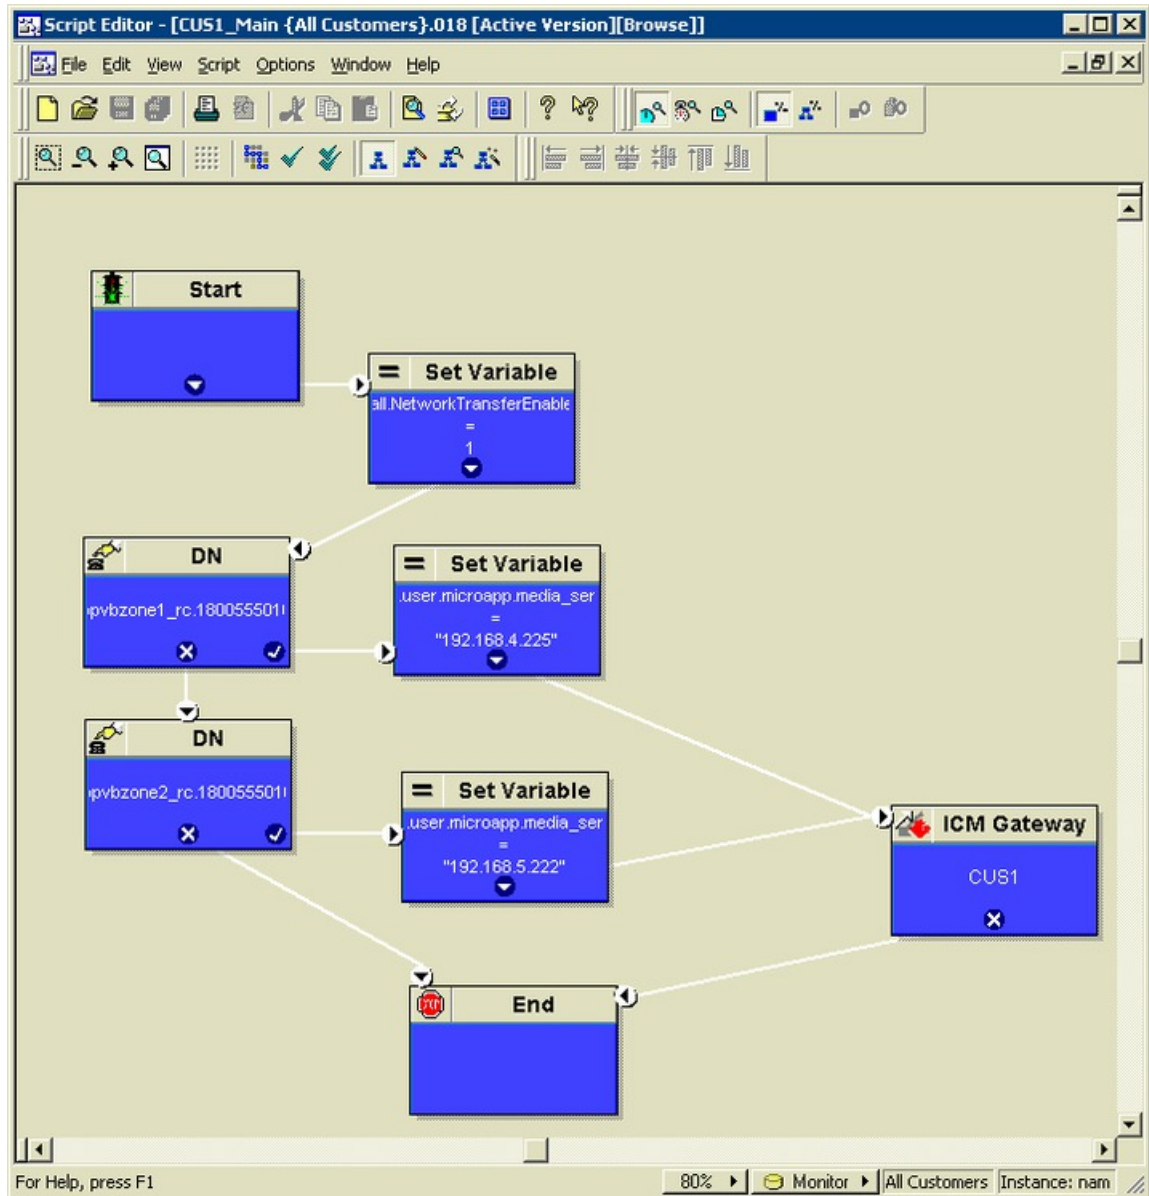 Script Editor - [CUS1_Main {All Customers}.018 [Active Version][Browse]]
File Edit View Script Options Window Help
Start
= Set Variable
all.NetworkTransferEnable
=
1
DN
pvbzone1_rc.180055501
= Set Variable
.user.microapp.media_ser
=
"192.168.4.225"
DN
pvbzone2_rc.180055501
= Set Variable
.user.microapp.media_ser
=
"192.168.5.222"
ICM Gateway
CUS1
End
For Help, press F1 80% Monitor All Customers Instance: nam